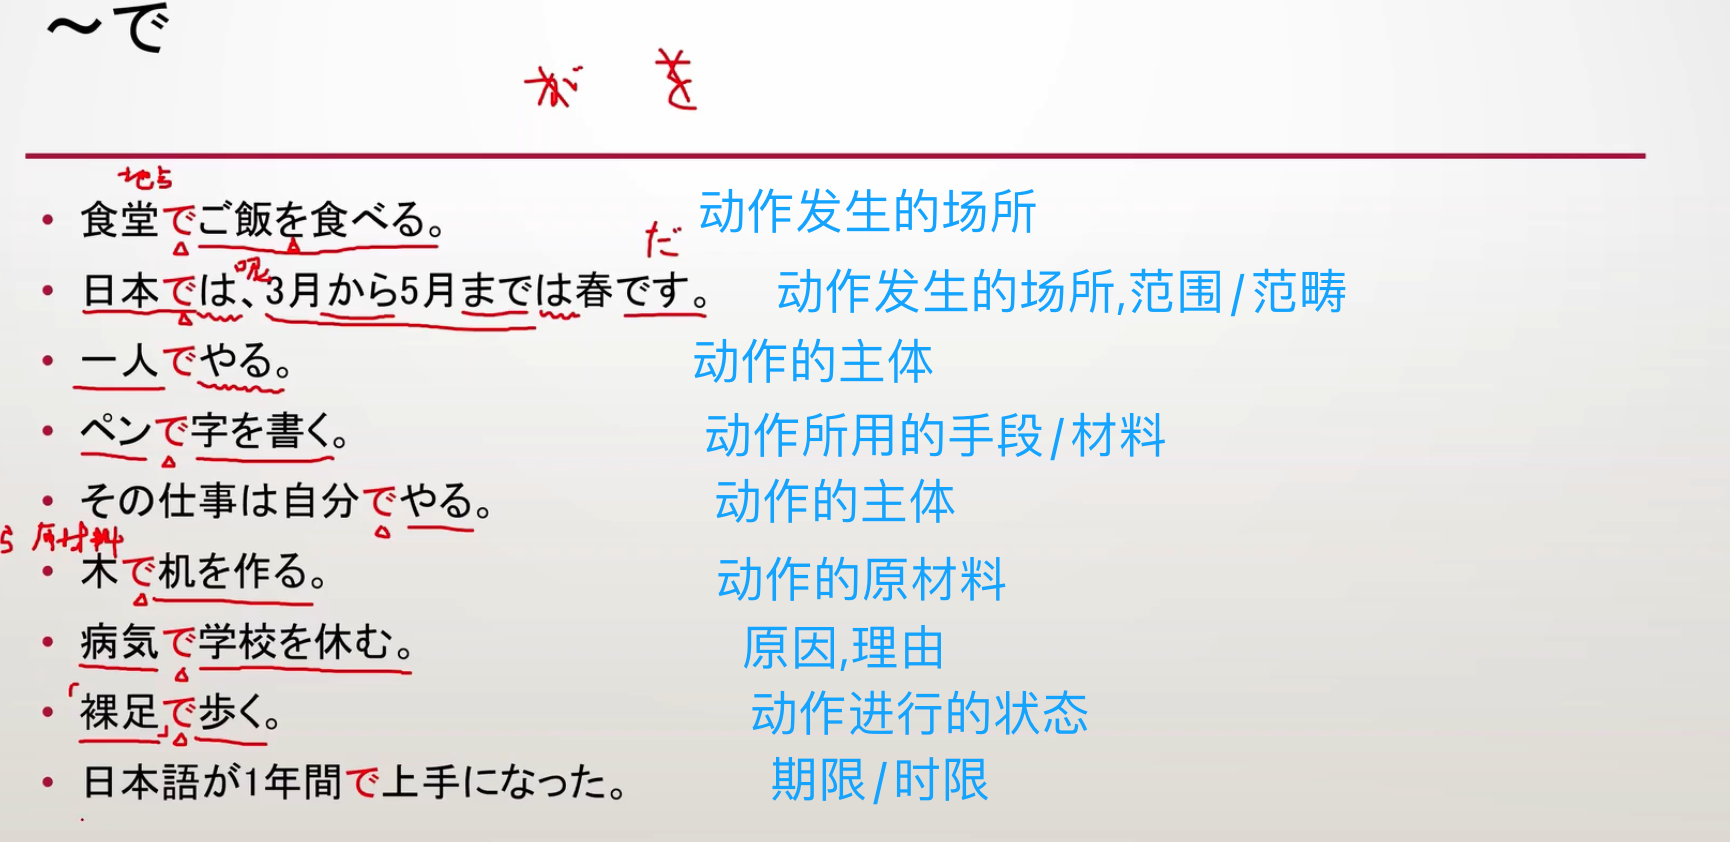 ～で
が を
地点
• 食堂でご飯を食べる。 动作发生的场所
だ
• 日本では、3月から5月までは春です。 动作发生的场所,范围/范畴
• 一人でやる。 动作的主体
• ペンで字を書く。 动作所用的手段/材料
• その仕事は自分でやる。 动作的主体
原材料
• 木で机を作る。 动作的原材料
• 病気で学校を休む。 原因,理由
• 「裸足」で歩く。 动作进行的状态
• 日本語が1年間で上手になった。 期限/时限